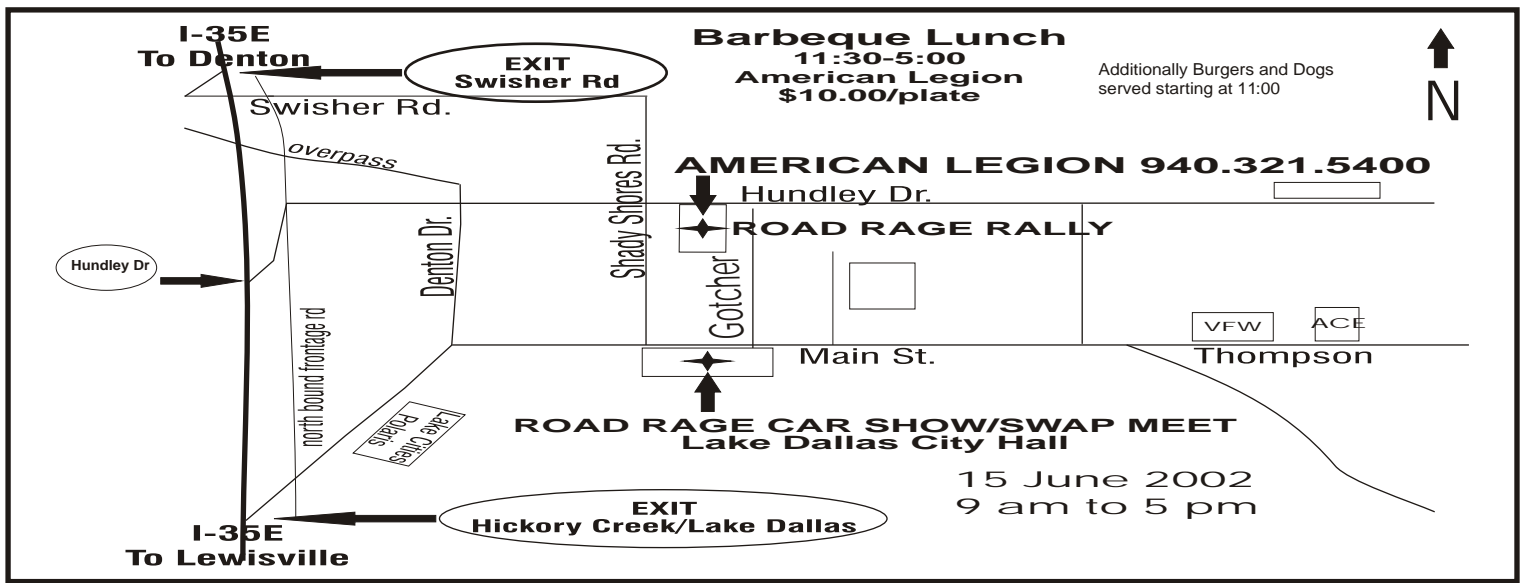 I-35E
To Denton
EXIT
Swisher Rd
Barbeque Lunch
11:30-5:00
American Legion
$10.00/plate
Additionally Burgers and Dogs
served starting at 11:00
N
Swisher Rd.
overpass
Shady Shores Rd.
AMERICAN LEGION 940.321.5400
Hundley Dr.
ROAD RAGE RALLY
Denton Dr.
Hundley Dr
Gotcher
north bound frontage rd
VFW
ACE
Main St.
Thompson
Lake Cities
Polaris
ROAD RAGE CAR SHOW/SWAP MEET
Lake Dallas City Hall
15 June 2002
9 am to 5 pm
EXIT
Hickory Creek/Lake Dallas
I-35E
To Lewisville